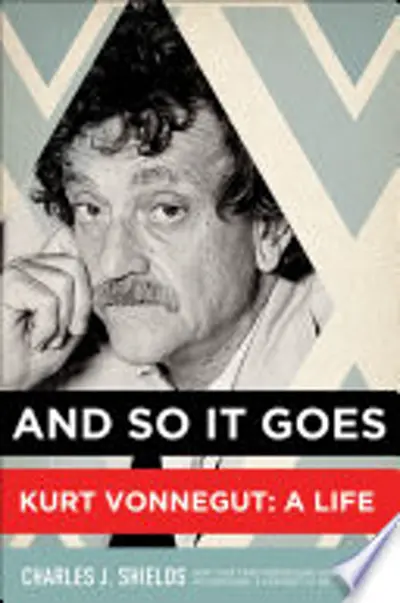 AND SO IT GOES
KURT VONNEGUT: A LIFE
CHARLES J. SHIELDS